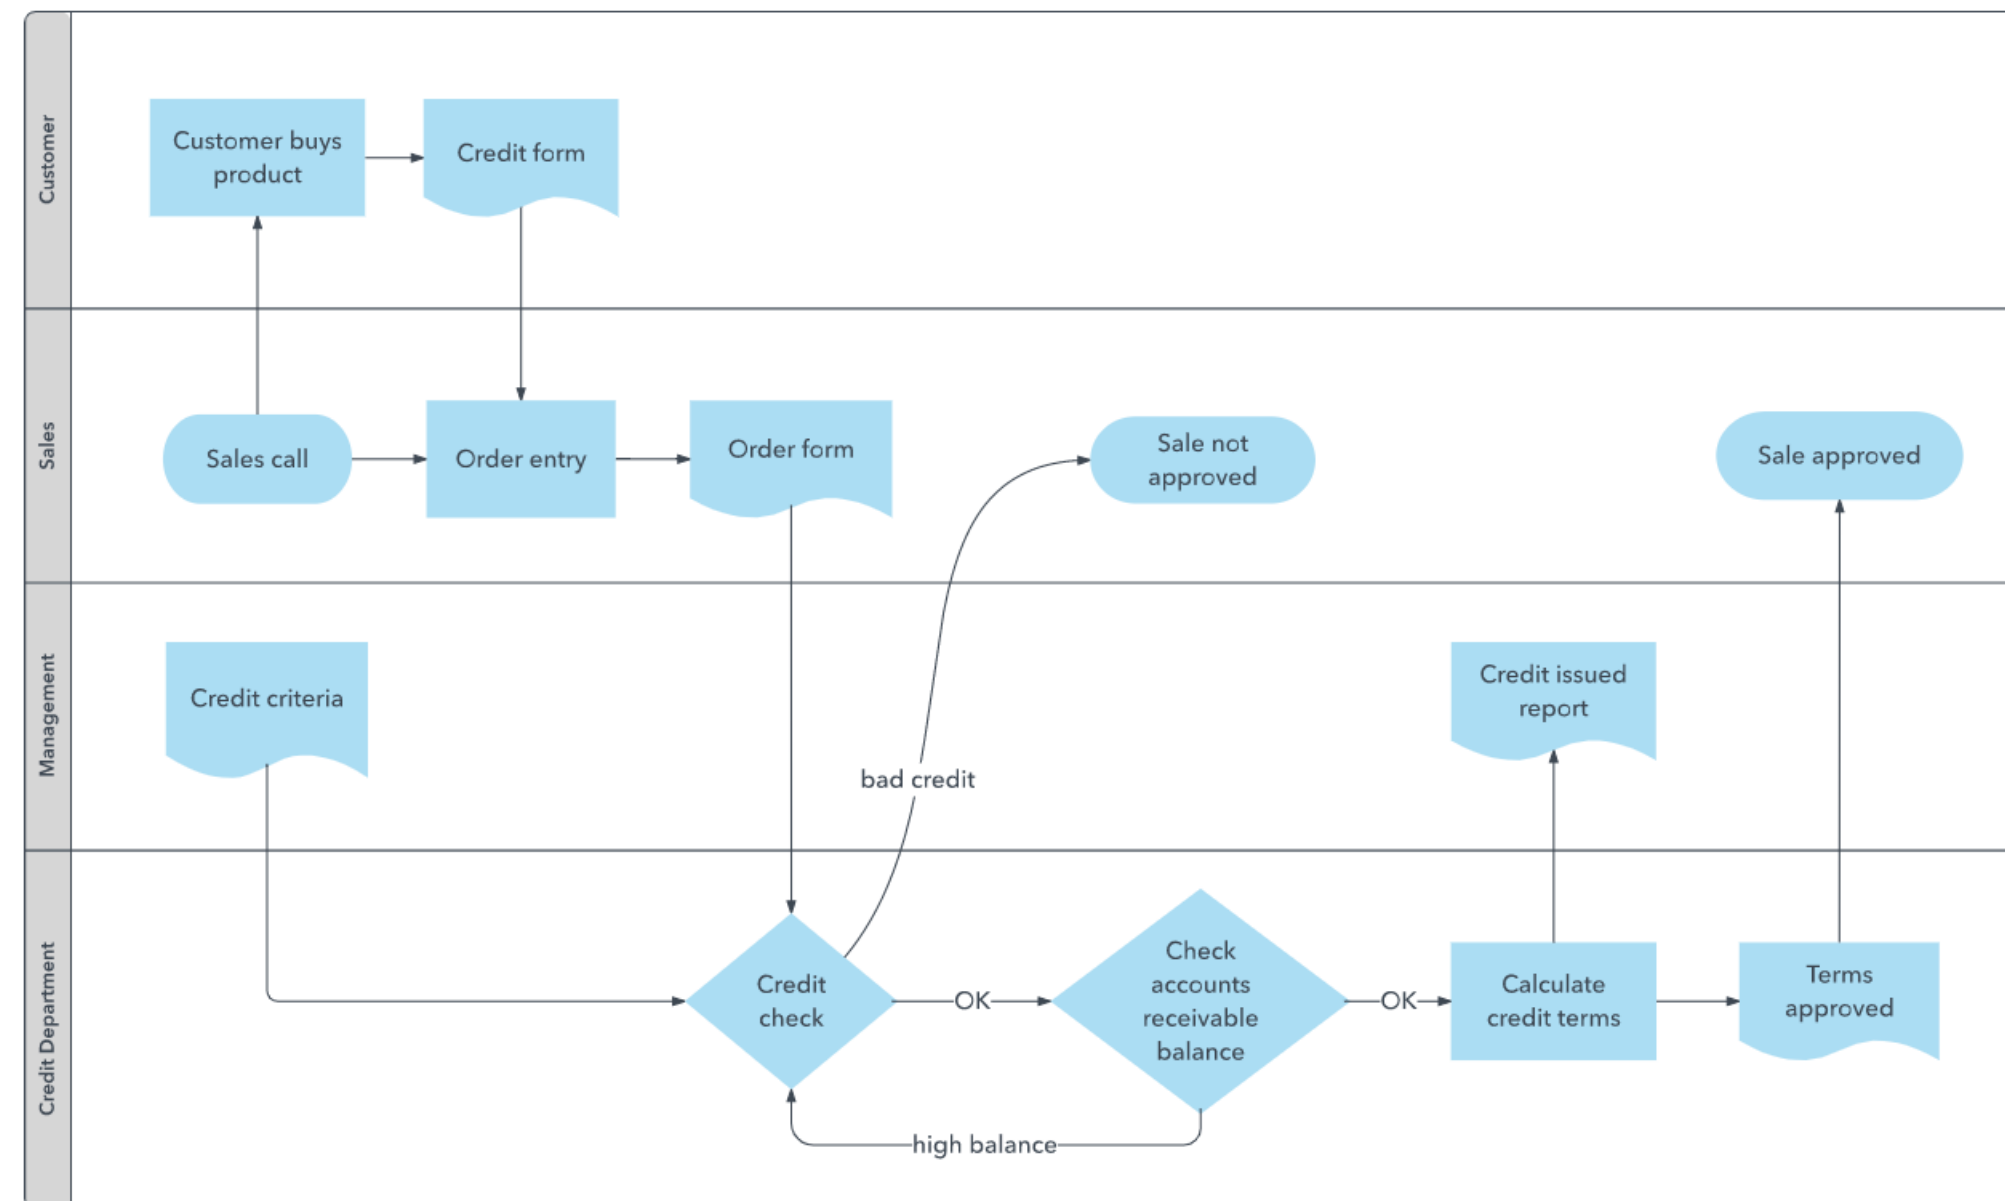 Customer
Customer buys
product
Credit form
Sales
Sales call
Order entry
Order form
Sale not
approved
Sale approved
Management
Credit criteria
bad credit
Credit issued
report
Credit Department
Credit
check
OK
Check
accounts
receivable
balance
OK
Calculate
credit terms
Terms
approved
high balance